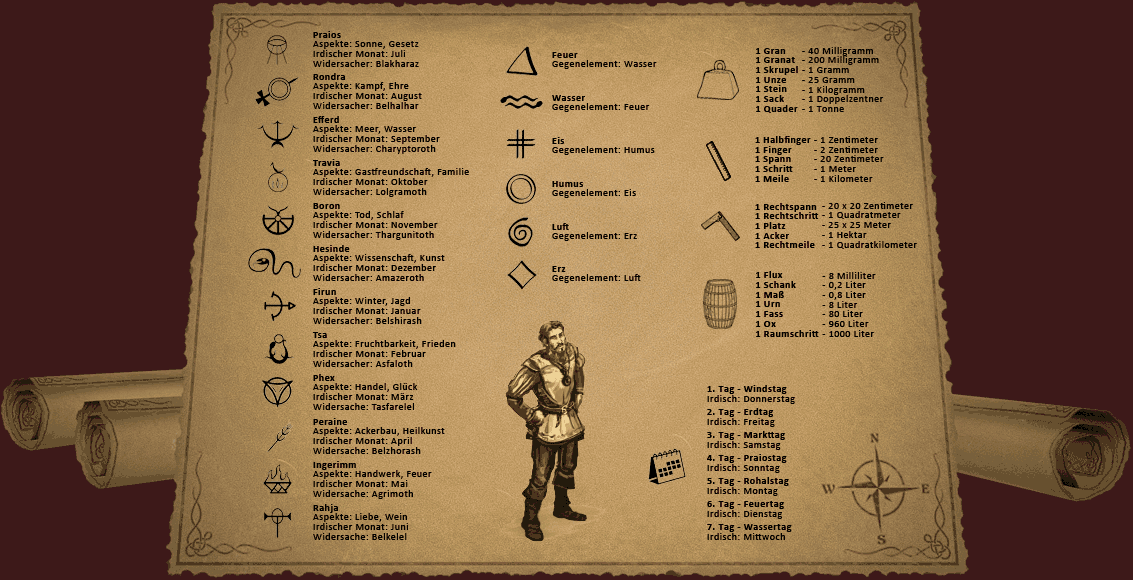 Praios
Aspekte: Sonne, Gesetz
Irdischer Monat: Juli
Widersacher: Blakharaz
Rondra
Aspekte: Kampf, Ehre
Irdischer Monat: August
Widersacher: Belhalhar
Efferd
Aspekte: Meer, Wasser
Irdischer Monat: September
Widersacher: Charyptoroth
Travia
Aspekte: Gastfreundschaft, Familie
Irdischer Monat: Oktober
Widersacher: Lolgramoth
Boron
Aspekte: Tod, Schlaf
Irdischer Monat: November
Widersacher: Thargunitoth
Hesinde
Aspekte: Wissenschaft, Kunst
Irdischer Monat: Dezember
Widersacher: Amazeroth
Firun
Aspekte: Winter, Jagd
Irdischer Monat: Januar
Widersacher: Belshirash
Tsa
Aspekte: Fruchtbarkeit, Frieden
Irdischer Monat: Februar
Widersacher: Asfaloth
Phex
Aspekte: Handel, Glück
Irdischer Monat: März
Widersache: Tasfarelel
Peraine
Aspekte: Ackerbau, Heilkunst
Irdischer Monat: April
Widersacher: Belzhorash
Ingerimm
Aspekte: Handwerk, Feuer
Irdischer Monat: Mai
Widersache: Agrimoth
Rahja
Aspekte: Liebe, Wein
Irdischer Monat: Juni
Widersacher: Belkelel
Feuer
Gegenelement: Wasser
Wasser
Gegenelement: Feuer
Eis
Gegenelement: Humus
Humus
Gegenelement: Eis
Luft
Gegenelement: Erz
Erz
Gegenelement: Luft
1 Gran - 40 Milligramm
1 Granat - 200 Milligramm
1 Skrupel - 1 Gramm
1 Unze - 25 Gramm
1 Stein - 1 Kilogramm
1 Sack - 1 Doppelzentner
1 Quader - 1 Tonne
1 Halbfinger - 1 Zentimeter
1 Finger - 2 Zentimeter
1 Spann - 20 Zentimeter
1 Schritt - 1 Meter
1 Meile - 1 Kilometer
1 Rechtspann - 20 x 20 Zentimeter
1 Rechtschritt - 1 Quadratmeter
1 Platz - 25 x 25 Meter
1 Acker - 1 Hektar
1 Rechtmeile - 1 Quadratkilometer
1 Flux - 8 Milliliter
1 Schank - 0,2 Liter
1 Maß - 0,8 Liter
1 Urn - 8 Liter
1 Fass - 80 Liter
1 Ox - 960 Liter
1 Raumschritt - 1000 Liter
1. Tag - Windstag
Irdisch: Donnerstag
2. Tag - Erdtag
Irdisch: Freitag
3. Tag - Markttag
Irdisch: Samstag
4. Tag - Praiostag
Irdisch: Sonntag
5. Tag - Rohalstag
Irdisch: Montag
6. Tag - Feuertag
Irdisch: Dienstag
7. Tag - Wassertag
Irdisch: Mittwoch
N
W E
S